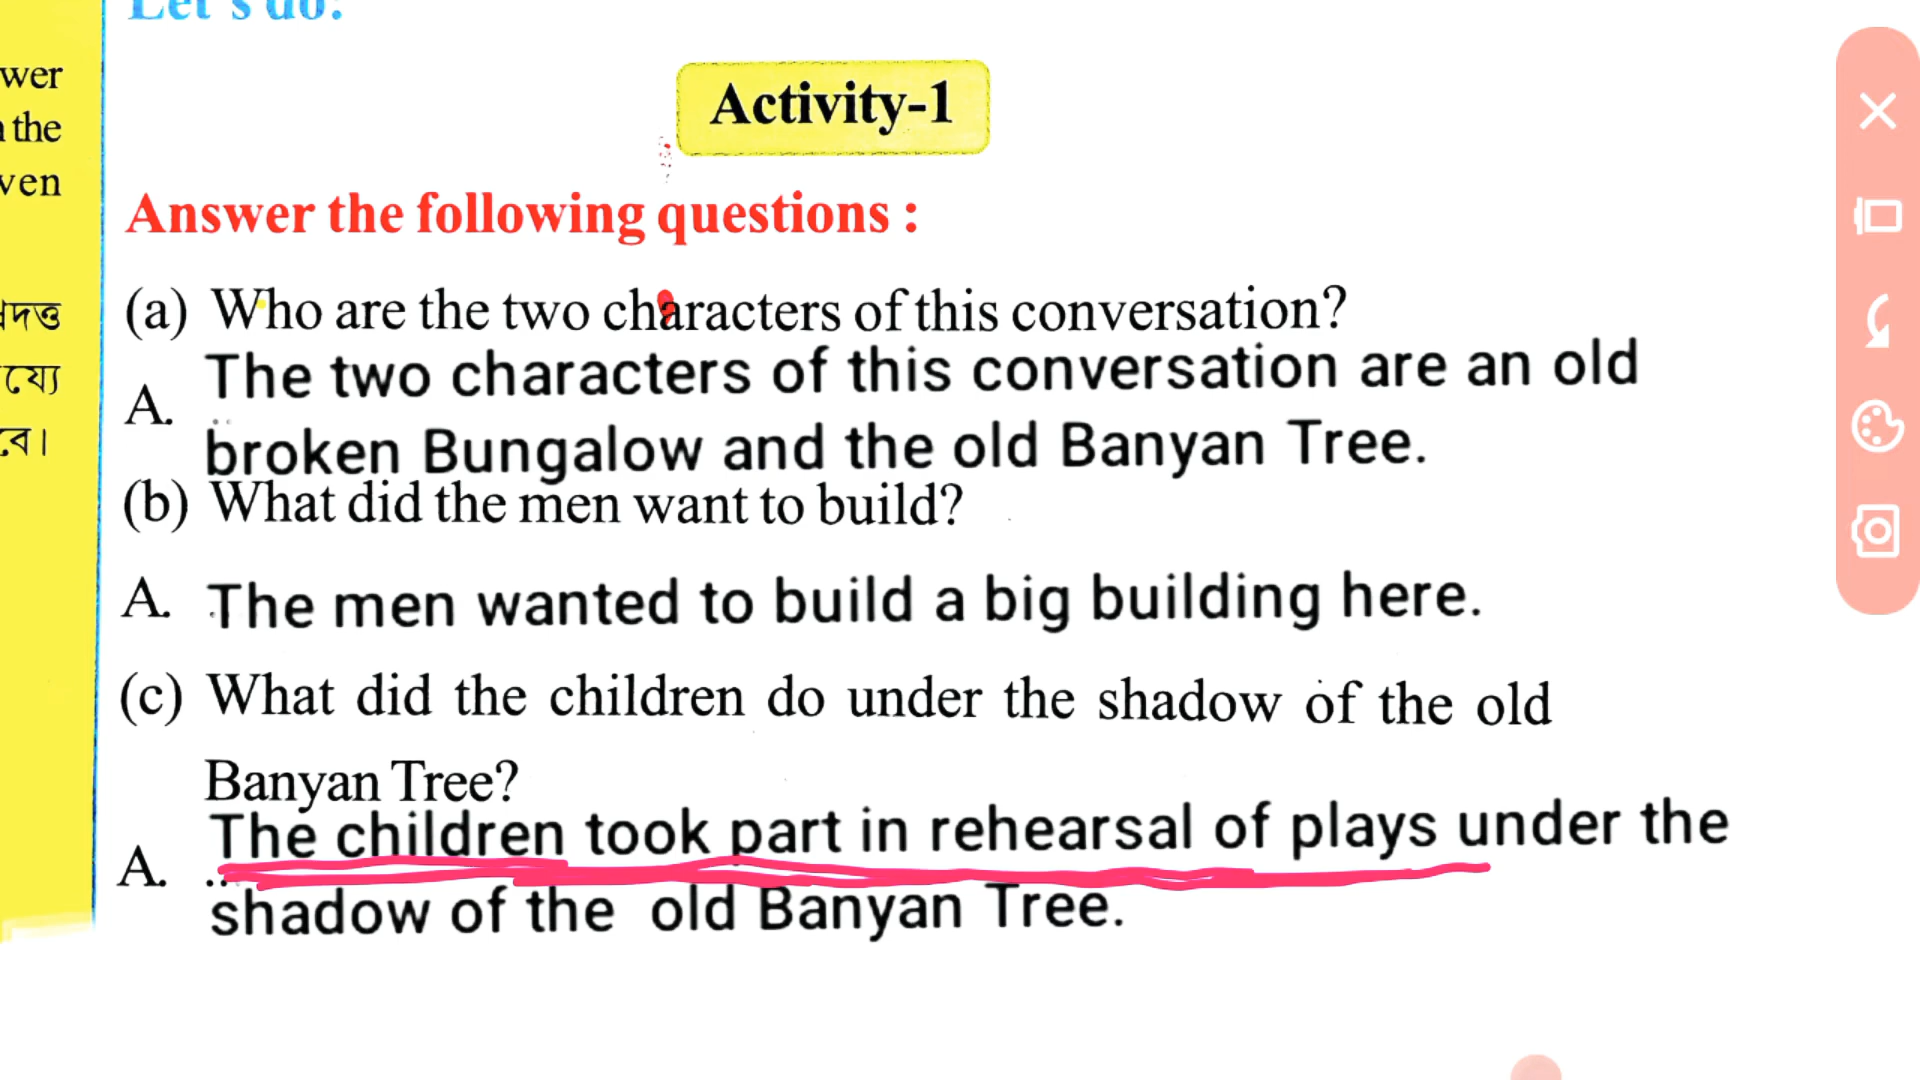 Let's do:
wer
the
ven
Activity-1
Answer the following questions :
(a) Who are the two characters of this conversation?
The two characters of this conversation are an old
A.
broken Bungalow and the old Banyan Tree.
(b) What did the men want to build?
A. The men wanted to build a big building here.
(c) What did the children do under the shadow of the old
Banyan Tree?
The children took part in rehearsal of plays under the
A.
shadow of the old Banyan Tree.